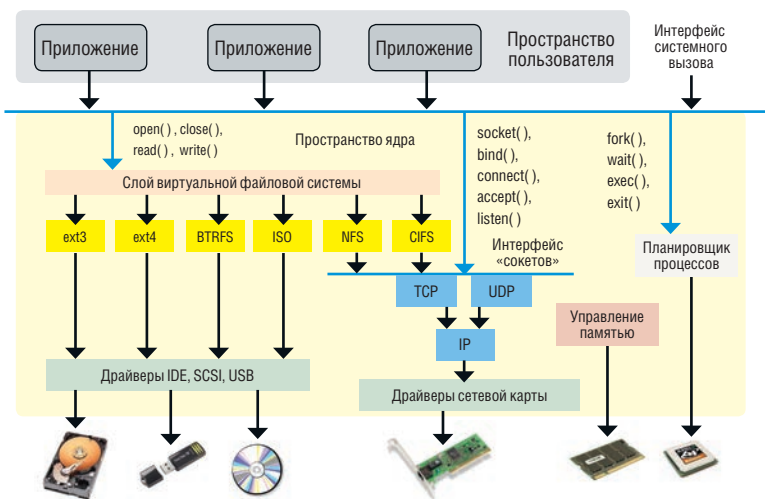 Приложение
Приложение
Приложение
Пространство
пользователя
Интерфейс
системного
вызова
open( ) , close( ),
read( ) , write( )
Пространство ядра
socket( ),
bind( ),
connect( ),
accept( ),
listen( )
fork( ),
wait( ),
exec( ),
exit( )
Слой виртуальной файловой системы
ext3
ext4
BTRFS
ISO
NFS
CIFS
Интерфейс
«сокетов»
Планировщик
процессов
TCP
UDP
IP
Управление
памятью
Драйверы IDE, SCSI, USB
Драйверы сетевой карты